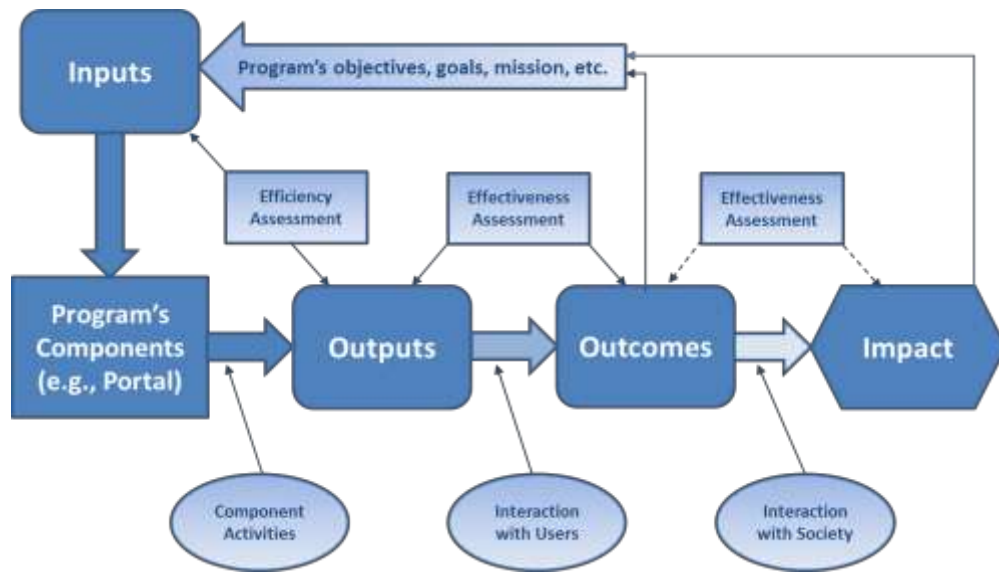 Inputs
Program's objectives, goals, mission, etc.
Efficiency
Assessment
Effectiveness
Assessment
Effectiveness
Assessment
Program's
Components
(e.g., Portal)
Outputs
Outcomes
Impact
Component
Activities
Interaction
with Users
Interaction
with Society